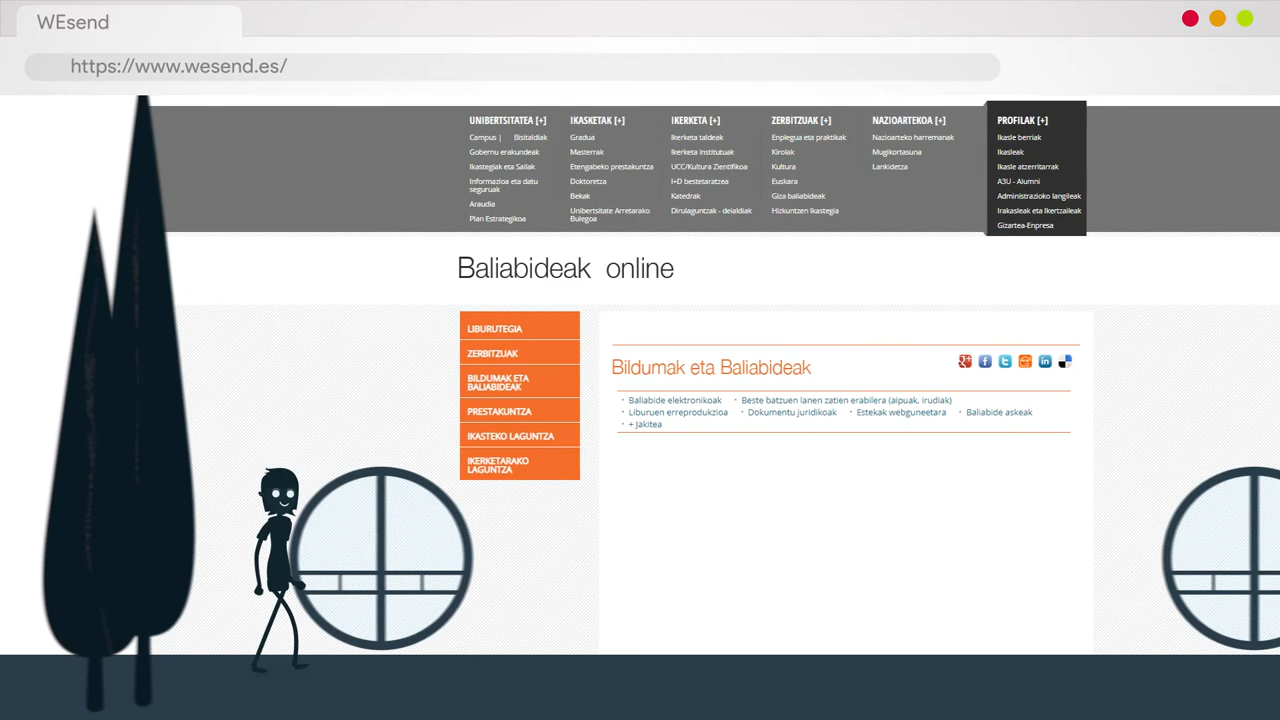 WEsend
https://www.wesend.es/
UNIBERTSITATEA [+]
Campus | Bisitaldiak
Gobernu erakundeak
Ikastegiak eta Sailak
Informazioa eta datu
seguruak
Araudia
Plan Estrategikoa
IKASKETAK [+]
Gradua
Masterrak
Etengabeko prestakuntza
Doktoretza
Bekak
Unibertsitate Arretarako
Bulegoa
IKERKETA [+]
Ikerketa taldeak
Ikerketa institutuak
UCC/Kultura Zientifikoa
I+D bestetaratzea
Katedrak
Dirulaguntzak - deialdiak
ZERBITZUAK [+]
Enplegua eta praktikak
Kirolak
Kultura
Euskara
Giza baliabideak
Hizkuntzen Ikastegia
NAZIOARTEKOA [+]
Nazioarteko harremanak
Mugikortasuna
Lankidetza
PROFILAK [+]
Ikasle berriak
Ikasleak
Ikasle atzerritarrak
A3U - Alumni
Administrazioko langileak
Irakasleak eta Ikertzaileak
Gizartea-Enpresa
Baliabideak online
LIBURUTEGIA
ZERBITZUAK
BILDUMAK ETA
BALIABIDEAK
PRESTAKUNTZA
IKASTEKO LAGUNTZA
IKERKETARAKO
LAGUNTZA
Bildumak eta Baliabideak
• Baliabide elektronikoak • Beste batzuen lanen zatien erabilera (aipuak, irudiak)
• Liburuen erreprodukzioa • Dokumentu juridikoak • Estekak webguneetara • Baliabide askeak
• + Jakitea